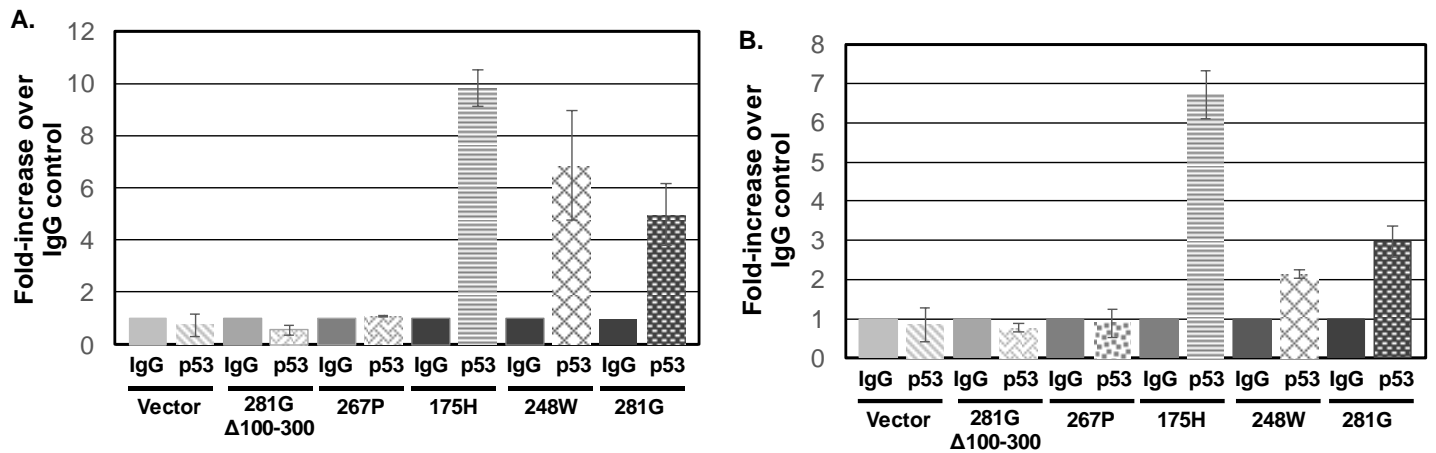 A.
Fold-increase over
IgG control
12
10
8
6
4
2
0
IgG p53 IgG p53 IgG p53 IgG p53 IgG p53 IgG p53
Vector 281G 267P 175H 248W 281G
Δ100-300
B.
Fold-increase over
IgG control
8
7
6
5
4
3
2
1
0
IgG p53 IgG p53 IgG p53 IgG p53 IgG p53 IgG p53
Vector 281G 267P 175H 248W 281G
Δ100-300